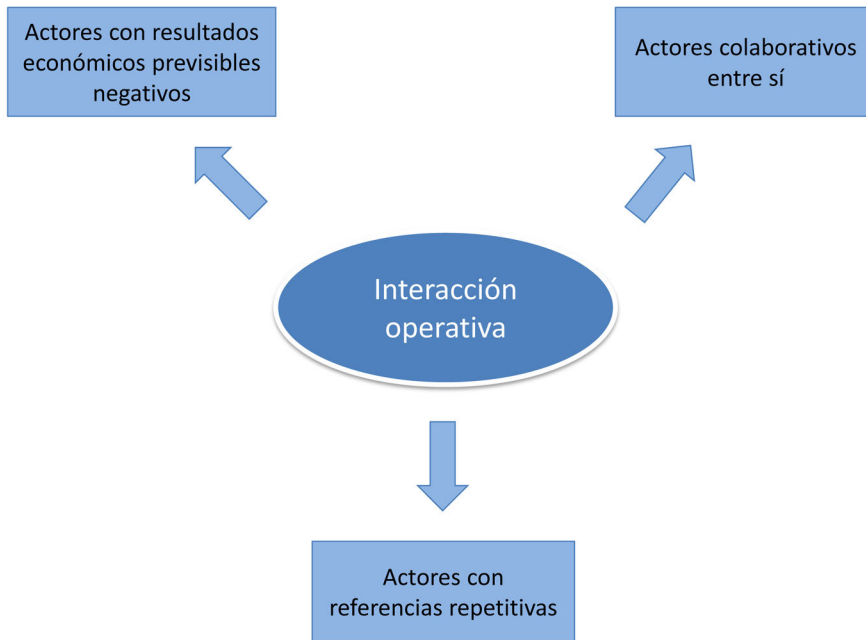 Actores con resultados
económicos previsibles
negativos
Actores colaborativos
entre sí
Interacción
operativa
Actores con
referencias repetitivas